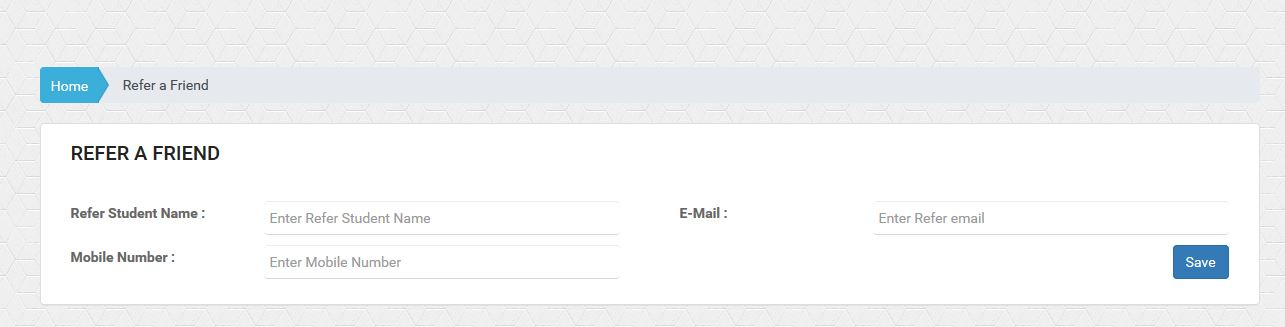 Home Refer a Friend
REFER A FRIEND
Refer Student Name : Enter Refer Student Name E-Mail : Enter Refer email
Mobile Number : Enter Mobile Number Save